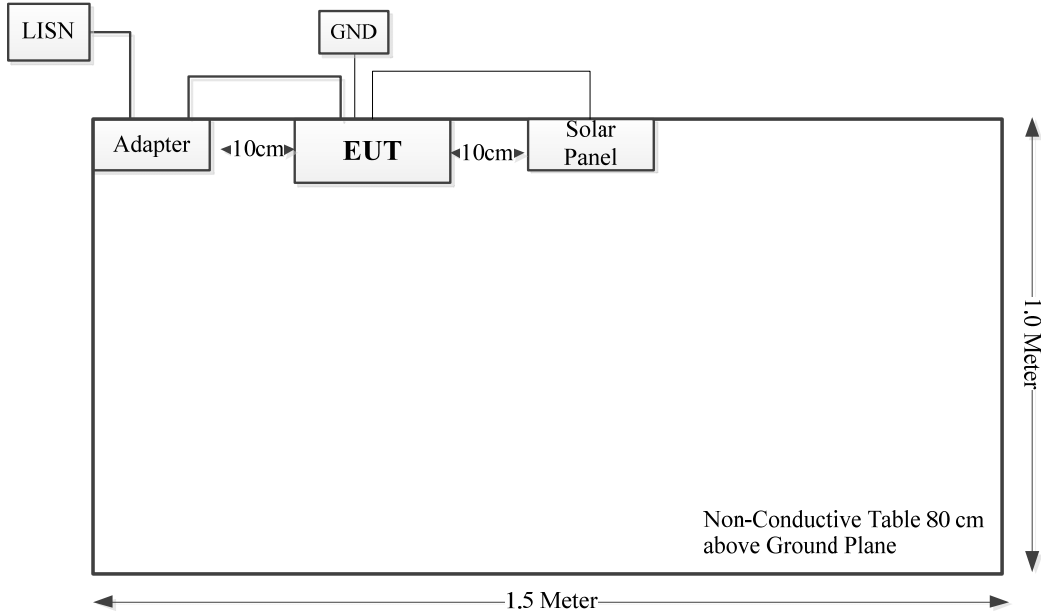 LISN
GND
Adapter
10cm
EUT
10cm
Solar
Panel
1.0 Meter
Non-Conductive Table 80 cm
above Ground Plane
1.5 Meter